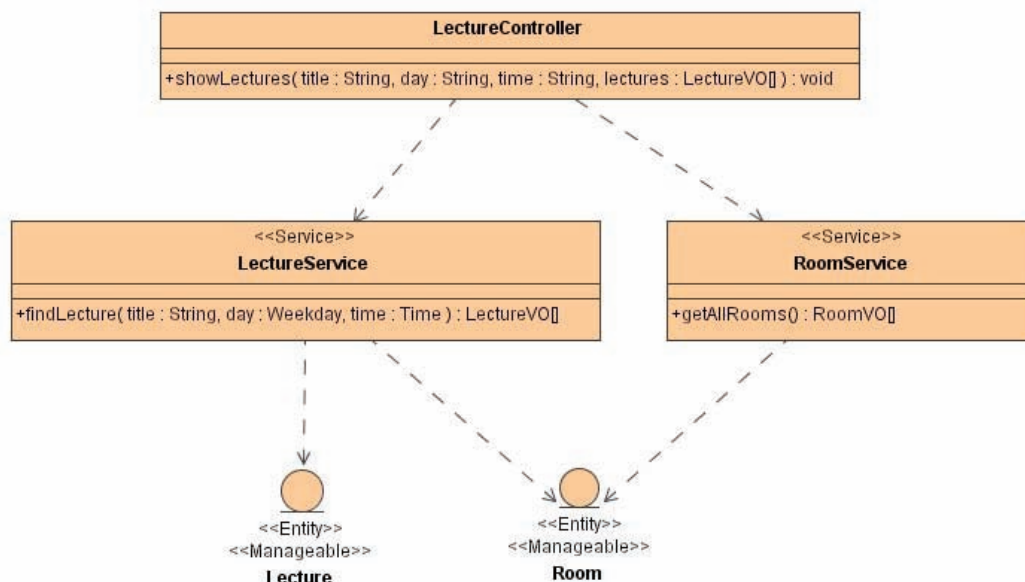 LectureController
+showLectures( title : String, day : String, time : String, lectures : LectureVO[] ) : void
<<Service>>
LectureService
+findLecture( title : String, day : Weekday, time : Time ) : LectureVO[]
<<Service>>
RoomService
+getAllRooms() : RoomVO[]
<<Entity>>
<<Manageable>>
Lecture
<<Entity>>
<<Manageable>>
Room